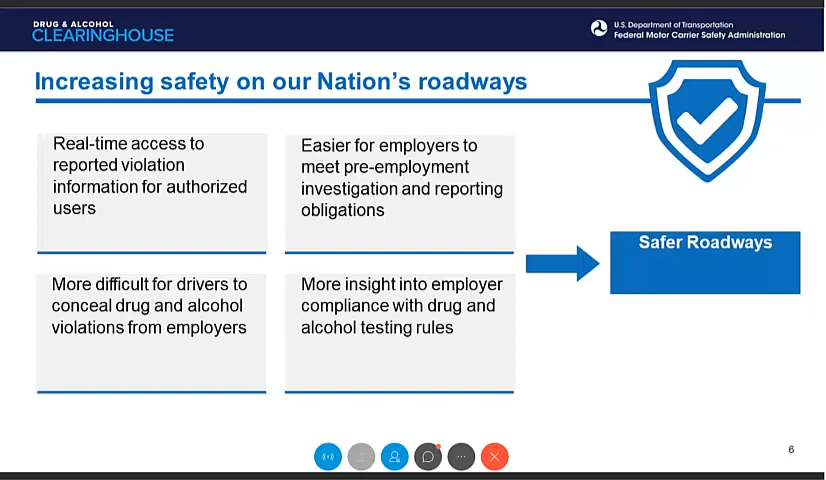 DRUG & ALCOHOL
CLEARINGHOUSE
U.S. Department of Transportation
Federal Motor Carrier Safety Administration
Increasing safety on our Nation's roadways
Real-time access to
reported violation
information for authorized
users
Easier for employers to
meet pre-employment
investigation and reporting
obligations
More difficult for drivers to
conceal drug and alcohol
violations from employers
More insight into employer
compliance with drug and
alcohol testing rules
Safer Roadways
6